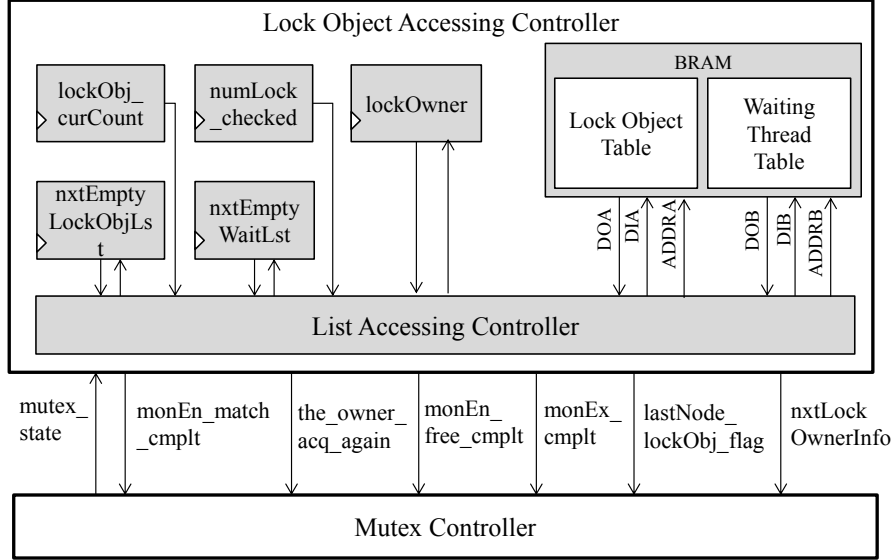 Lock Object Accessing Controller
lockObj_
curCount
numLock
_checked
lockOwner
BRAM
Lock Object
Table
Waiting
Thread
Table
nxtEmpty
LockObjLs
t
nxtEmpty
WaitLst
DOA
DIA
ADDRA
DOB
DIB
ADDRB
List Accessing Controller
mutex_
state
monEn_match
_cmplt
the_owner_
acq_again
monEn_
free_cmplt
monEx_
cmplt
lastNode_
lockObj_flag
nxtLock
OwnerInfo
Mutex Controller